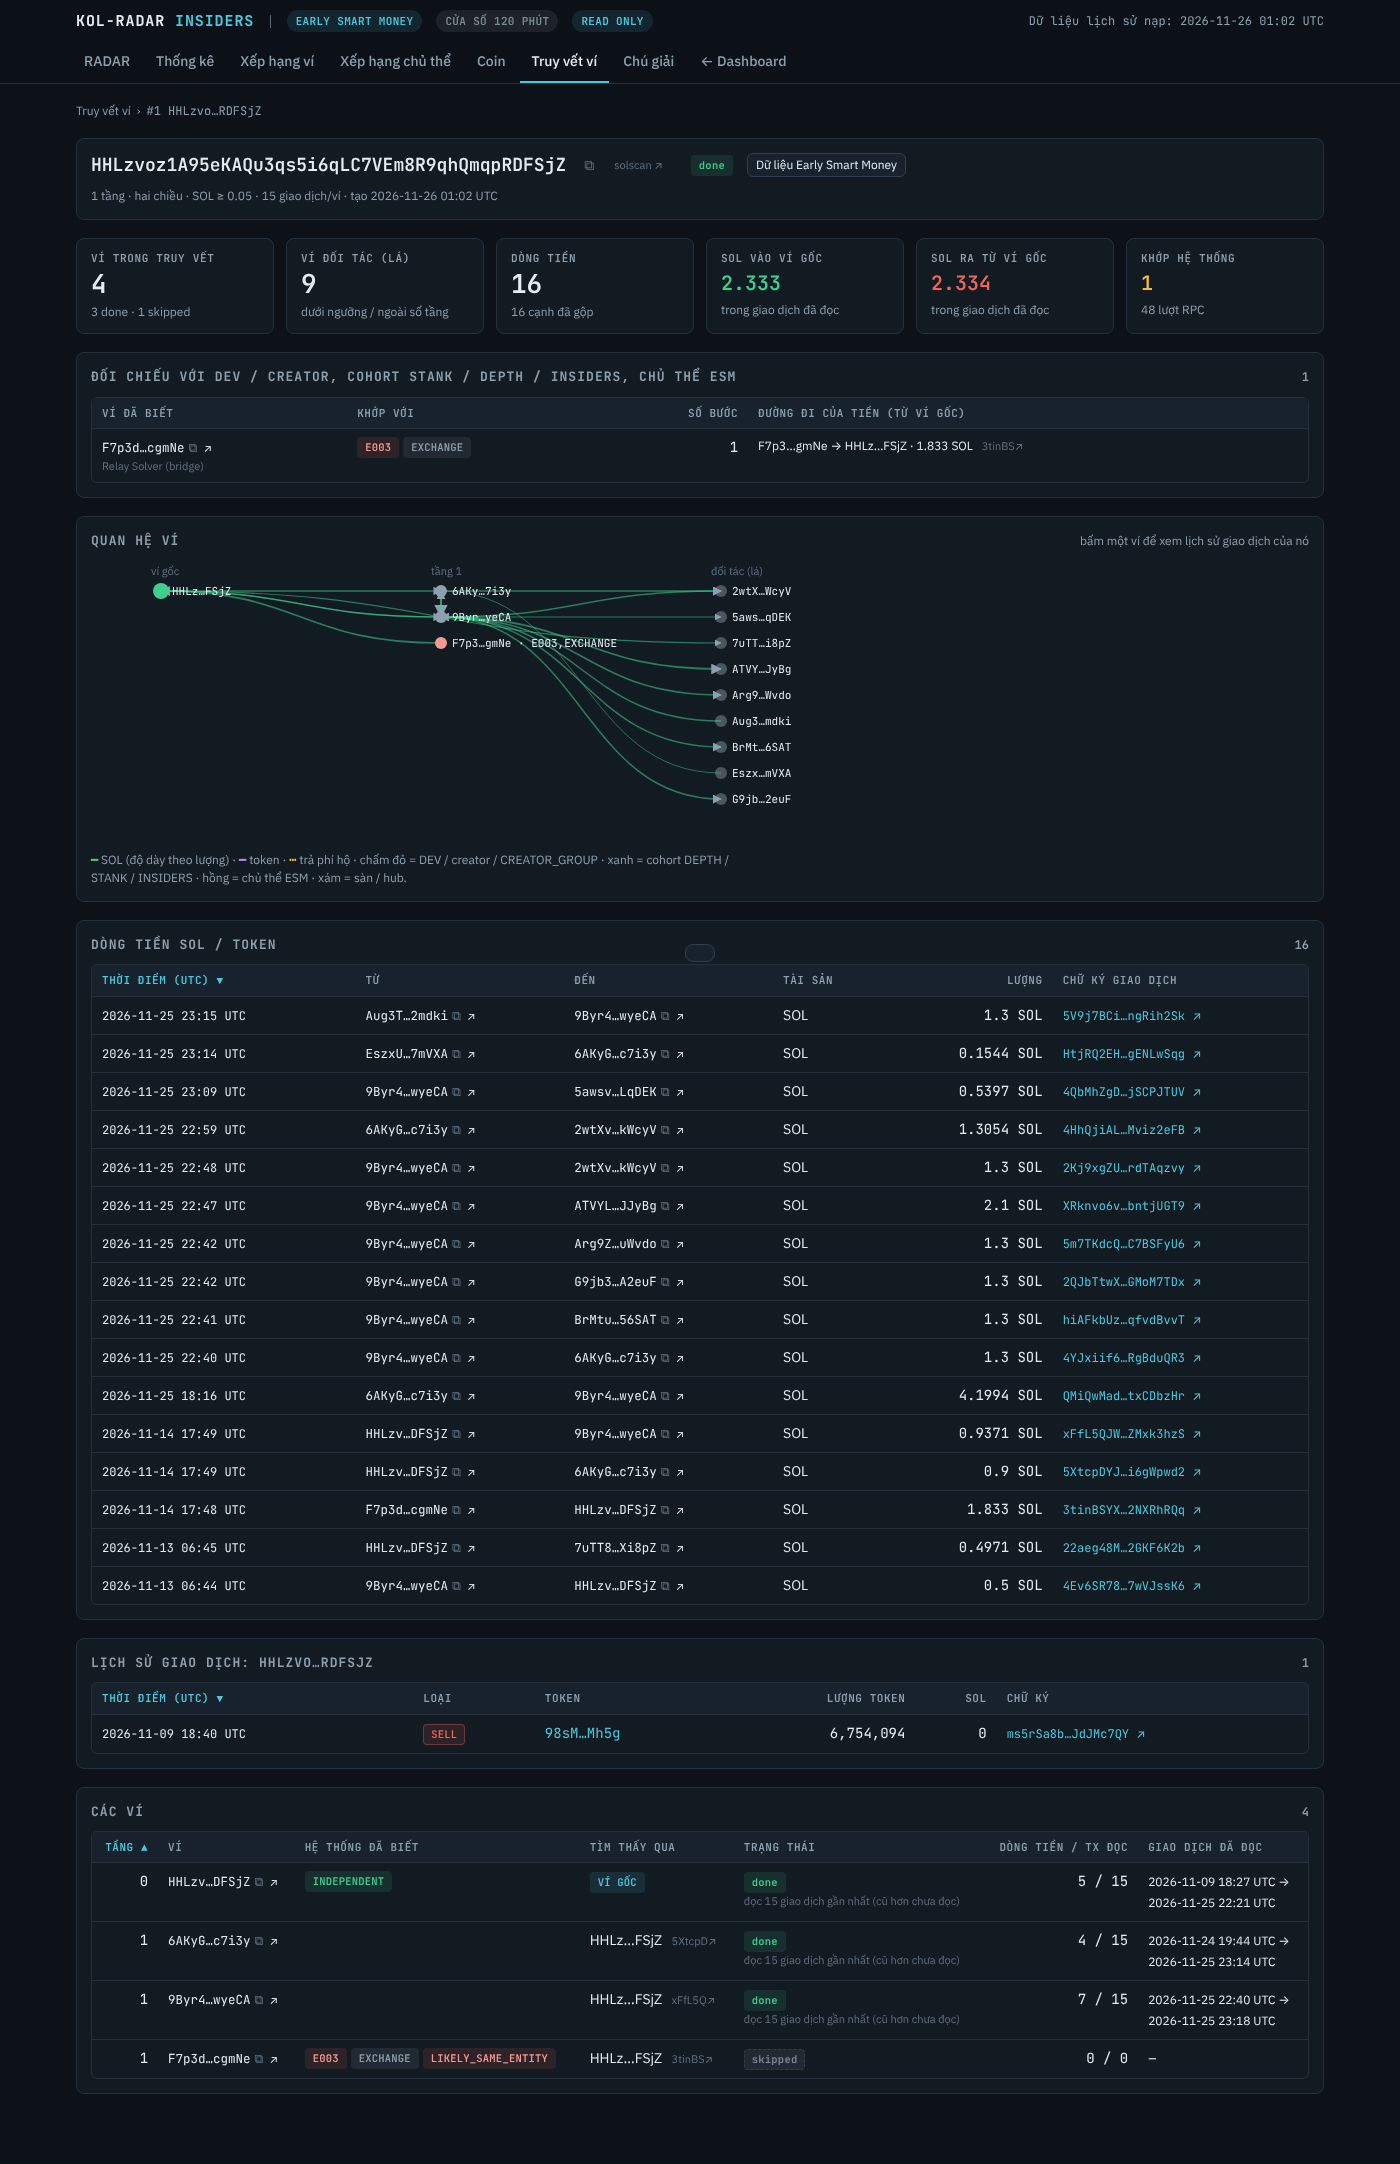 KOL-RADAR INSIDERS | EARLY SMART MONEY CỬA SỔ 120 PHÚT READ ONLY Dữ liệu lịch sử nạp: 2026-11-26 01:02 UTC
RADAR Thống kê Xếp hạng ví Xếp hạng chủ thể Coin Truy vết ví Chú giải ← Dashboard
Truy vết ví › #1 HHLzvo…RDFSjZ
HHLzvoz1A95eKAQu3qs5i6qLC7VEm8R9qhQmqpRDFSjZ ⧉ solscan ↗ done Dữ liệu Early Smart Money
1 tầng · hai chiều · SOL ≥ 0.05 · 15 giao dịch/ví · tạo 2026-11-26 01:02 UTC
VÍ TRONG TRUY VẾT
4
3 done · 1 skipped
VÍ ĐỐI TÁC (LÁ)
9
dưới ngưỡng / ngoài số tầng
DÒNG TIỀN
16
16 cạnh đã gộp
SOL VÀO VÍ GỐC
2.333
trong giao dịch đã đọc
SOL RA TỪ VÍ GỐC
2.334
trong giao dịch đã đọc
KHỚP HỆ THỐNG
1
48 lượt RPC
ĐỐI CHIẾU VỚI DEV / CREATOR, COHORT STANK / DEPTH / INSIDERS, CHỦ THỂ ESM 1
VÍ ĐÃ BIẾT KHỚP VỚI SỐ BƯỚC ĐƯỜNG ĐI CỦA TIỀN (TỪ VÍ GỐC)
F7p3d…cgmNe ⧉ ↗ E003 EXCHANGE 1 F7p3…gmNe → HHLz…FSjZ · 1.833 SOL 3tinBS↗
Relay Solver (bridge)
QUAN HỆ VÍ bấm một ví để xem lịch sử giao dịch của nó
ví gốc tầng 1 đối tác (lá)
HHLz…FSjZ 6AKy…7i3y 2wtX…WcyV
9Byr…yeCA 5aws…qDEK
F7p3…gmNe · E003,EXCHANGE 7uTT…i8pZ
ATVY…JyBg
Arg9…Wvdo
Aug3…mdki
BrMt…6SAT
Eszx…mVXA
G9jb…2euF
SOL (độ dày theo lượng) · token · trả phí hộ · chấm đỏ = DEV / creator / CREATOR_GROUP · xanh = cohort DEPTH /
STANK / INSIDERS · hồng = chủ thể ESM · xám = sàn / hub.
DÒNG TIỀN SOL / TOKEN 16
THỜI ĐIỂM (UTC) ▼ TỪ ĐẾN TÀI SẢN LƯỢNG CHỮ KÝ GIAO DỊCH
2026-11-25 23:15 UTC Aug3T…2mdki ⧉ ↗ 9Byr4…wyeCA ⧉ ↗ SOL 1.3 SOL 5V9j7BCi…ngRih2Sk ↗
2026-11-25 23:14 UTC EszxU…7mVXA ⧉ ↗ 6AKyG…c7i3y ⧉ ↗ SOL 0.1544 SOL HtjRQ2EH…gENLwSqg ↗
2026-11-25 23:09 UTC 9Byr4…wyeCA ⧉ ↗ 5awsv…LqDEK ⧉ ↗ SOL 0.5397 SOL 4QbMhZgD…jSCPJTUV ↗
2026-11-25 22:59 UTC 6AKyG…c7i3y ⧉ ↗ 2wtXv…kWcyV ⧉ ↗ SOL 1.3054 SOL 4HhQjiAL…Mviz2eFB ↗
2026-11-25 22:48 UTC 9Byr4…wyeCA ⧉ ↗ 2wtXv…kWcyV ⧉ ↗ SOL 1.3 SOL 2Kj9xgZU…rdTAqzvy ↗
2026-11-25 22:47 UTC 9Byr4…wyeCA ⧉ ↗ ATVYL…JJyBg ⧉ ↗ SOL 2.1 SOL XRknvo6v…bntjUGT9 ↗
2026-11-25 22:42 UTC 9Byr4…wyeCA ⧉ ↗ Arg9Z…uWvdo ⧉ ↗ SOL 1.3 SOL 5m7TKdcQ…C7BSFyU6 ↗
2026-11-25 22:42 UTC 9Byr4…wyeCA ⧉ ↗ G9jb3…A2euF ⧉ ↗ SOL 1.3 SOL 2QJbTtwX…GMoM7TDx ↗
2026-11-25 22:41 UTC 9Byr4…wyeCA ⧉ ↗ BrMtu…56SAT ⧉ ↗ SOL 1.3 SOL hiAFkbUz…qfvdBvvT ↗
2026-11-25 22:40 UTC 9Byr4…wyeCA ⧉ ↗ 6AKyG…c7i3y ⧉ ↗ SOL 1.3 SOL 4YJxiif6…RgBduQR3 ↗
2026-11-25 18:16 UTC 6AKyG…c7i3y ⧉ ↗ 9Byr4…wyeCA ⧉ ↗ SOL 4.1994 SOL QMiQwMad…txCDbzHr ↗
2026-11-14 17:49 UTC HHLzv…DFSjZ ⧉ ↗ 9Byr4…wyeCA ⧉ ↗ SOL 0.9371 SOL xFfL5QJW…ZMxk3hzS ↗
2026-11-14 17:49 UTC HHLzv…DFSjZ ⧉ ↗ 6AKyG…c7i3y ⧉ ↗ SOL 0.9 SOL 5XtcpDYJ…i6gWpwd2 ↗
2026-11-14 17:48 UTC F7p3d…cgmNe ⧉ ↗ HHLzv…DFSjZ ⧉ ↗ SOL 1.833 SOL 3tinBSYX…2NXRhRQq ↗
2026-11-13 06:45 UTC HHLzv…DFSjZ ⧉ ↗ 7uTT8…Xi8pZ ⧉ ↗ SOL 0.4971 SOL 22aeg48M…2GKF6K2b ↗
2026-11-13 06:44 UTC 9Byr4…wyeCA ⧉ ↗ HHLzv…DFSjZ ⧉ ↗ SOL 0.5 SOL 4Ev6SR78…7wVJssK6 ↗
LỊCH SỬ GIAO DỊCH: HHLZVO…RDFSJZ 1
THỜI ĐIỂM (UTC) ▼ LOẠI TOKEN LƯỢNG TOKEN SOL CHỮ KÝ
2026-11-09 18:40 UTC SELL 98sM…Mh5g 6,754,094 0 ms5rSa8b…JdJMc7QY ↗
CÁC VÍ 4
TẦNG ▲ VÍ HỆ THỐNG ĐÃ BIẾT TÌM THẤY QUA TRẠNG THÁI DÒNG TIỀN / TX ĐỌC GIAO DỊCH ĐÃ ĐỌC
0 HHLzv…DFSjZ ⧉ ↗ INDEPENDENT VÍ GỐC done 5 / 15 2026-11-09 18:27 UTC →
đọc 15 giao dịch gần nhất (cũ hơn chưa đọc) 2026-11-25 22:21 UTC
1 6AKyG…c7i3y ⧉ ↗ HHLz…FSjZ 5XtcpD↗ done 4 / 15 2026-11-24 19:44 UTC →
đọc 15 giao dịch gần nhất (cũ hơn chưa đọc) 2026-11-25 23:14 UTC
1 9Byr4…wyeCA ⧉ ↗ HHLz…FSjZ xFfL5Q↗ done 7 / 15 2026-11-25 22:40 UTC →
đọc 15 giao dịch gần nhất (cũ hơn chưa đọc) 2026-11-25 23:18 UTC
1 F7p3d…cgmNe ⧉ ↗ E003 EXCHANGE LIKELY_SAME_ENTITY HHLz…FSjZ 3tinBS↗ skipped 0 / 0 —